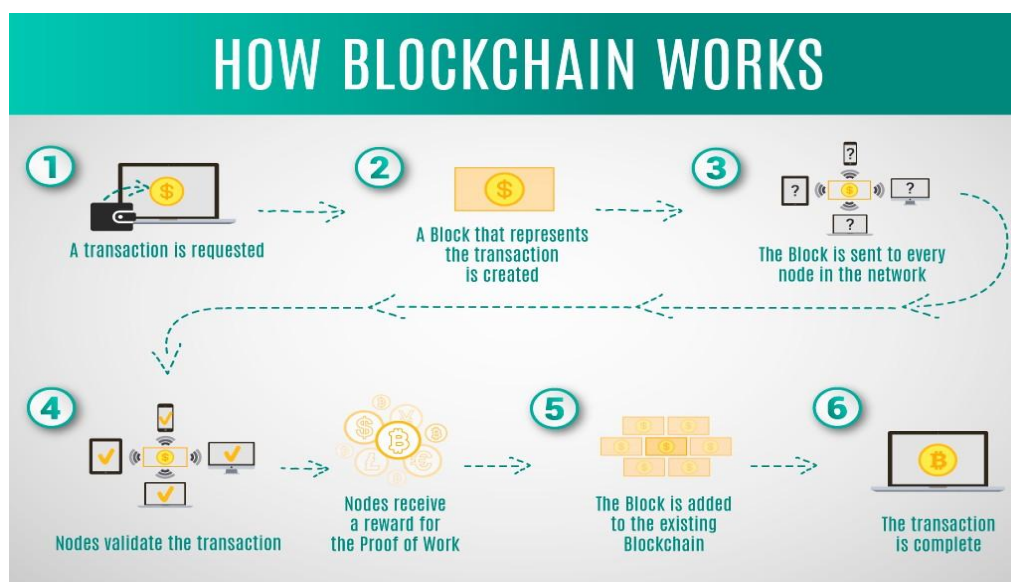 HOW BLOCKCHAIN WORKS
1
A transaction is requested
2
A Block that represents
the transaction
is created
3
The Block is sent to every
node in the network
4
Nodes validate the transaction
Nodes receive
a reward for
the Proof of Work
5
The Block is added
to the existing
Blockchain
6
The transaction
is complete